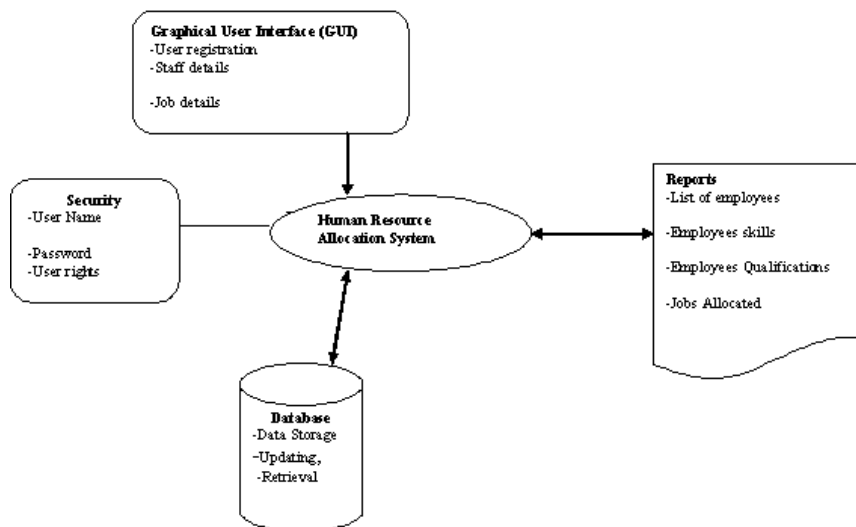 Graphical User Interface (GUI)
-User registration
-Staff details
-Job details
Security
-User Name
-Password
-User rights
Human Resource
Allocation System
Reports
-List of employees
-Employees skills
-Employees Qualifications
-Jobs Allocated
Database
-Data Storage
-Updating,
-Retrieval